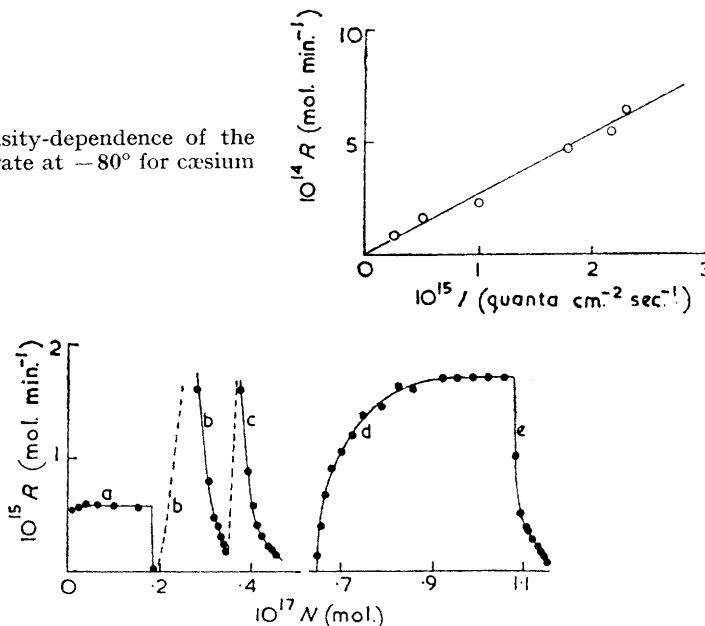 sity-dependence of the
rate at −80° for cæsium
10
5
0
10¹⁴ R (mol. min.⁻¹)
0 1 2 3
10¹⁵ I (quanta cm.⁻² sec.⁻¹)
2
1
0
10¹⁵ R (mol. min.⁻¹)
a b b c d e
0 ·2 ·4 ·7 ·9 1·1
10¹⁷ N (mol.)